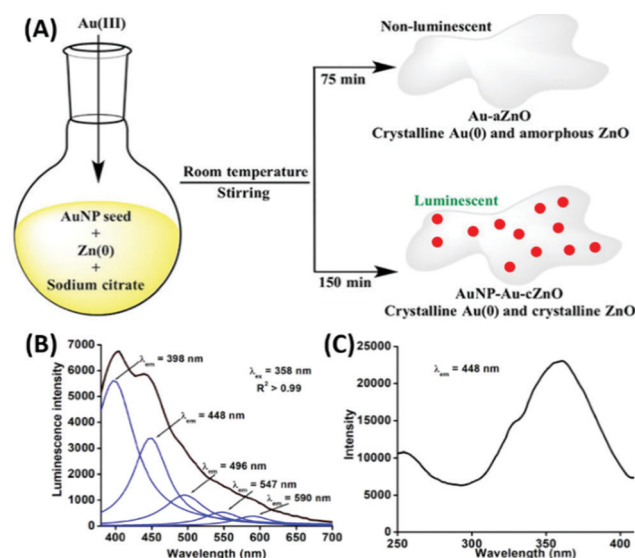 (A)
Au(III)
AuNP seed
+
Zn(0)
+
Sodium citrate
Room temperature
Stirring
75 min
Non-luminescent
Au-aZnO
Crystalline Au(0) and amorphous ZnO
150 min
Luminescent
AuNP-Au-cZnO
Crystalline Au(0) and crystalline ZnO
(B)
7000
6000
5000
4000
3000
2000
1000
0
Luminescence intensity
λem = 398 nm
λex = 358 nm
R² > 0.99
λem = 448 nm
λem = 496 nm
λem = 547 nm
λem = 590 nm
400 450 500 550 600 650 700
Wavelength (nm)
(C)
25000
20000
15000
10000
5000
0
Intensity
λem = 448 nm
250 300 350 400
Wavelength (nm)